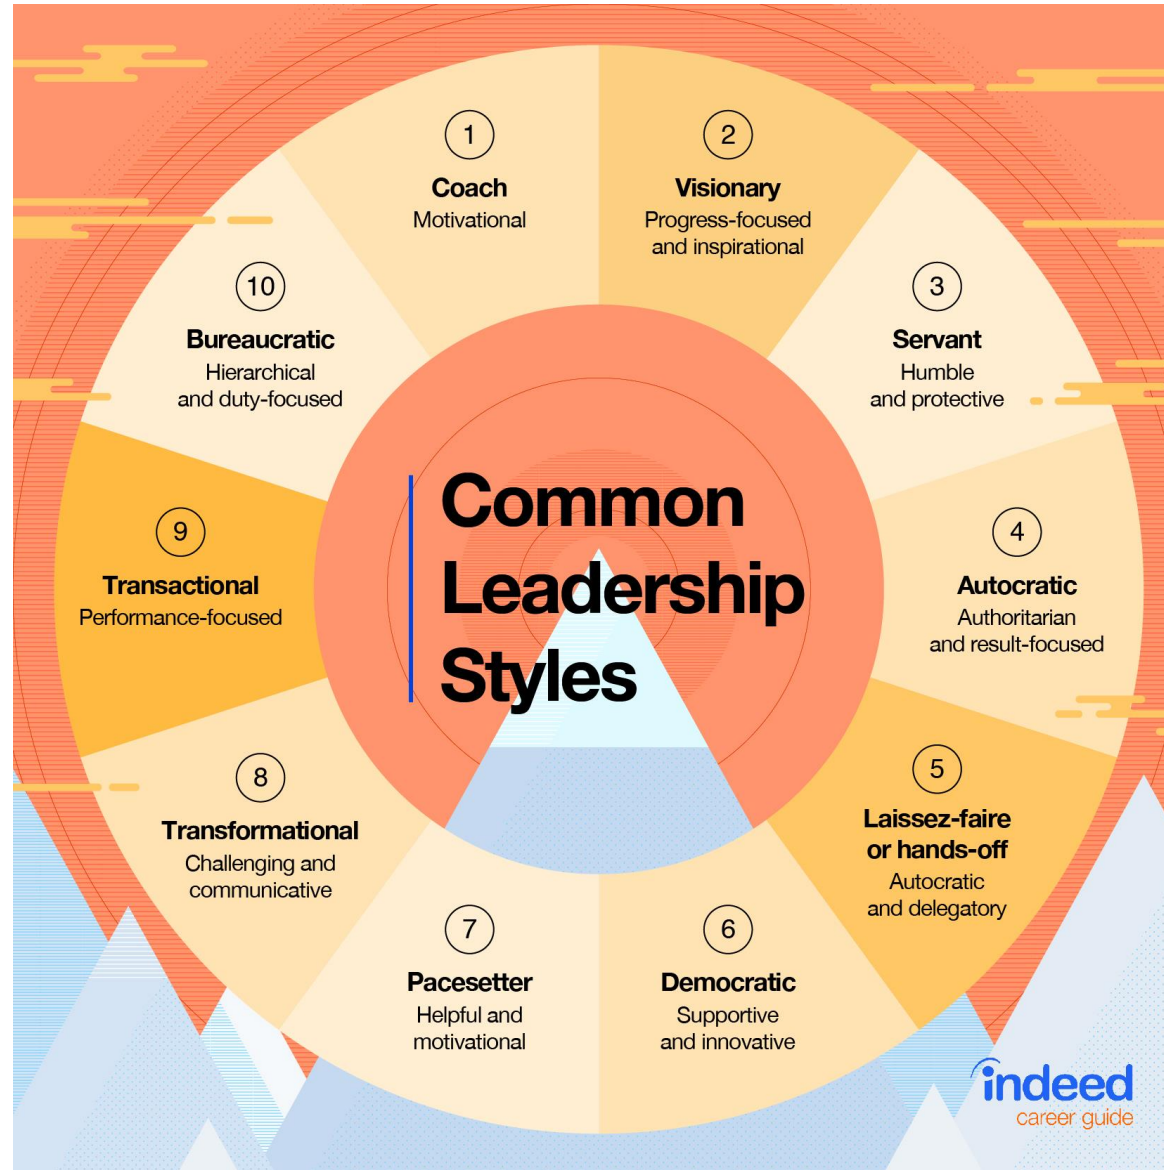 Common
Leadership
Styles
1
Coach
Motivational
2
Visionary
Progress-focused
and inspirational
3
Servant
Humble
and protective
4
Autocratic
Authoritarian
and result-focused
5
Laissez-faire
or hands-off
Autocratic
and delegatory
6
Democratic
Supportive
and innovative
7
Pacesetter
Helpful and
motivational
8
Transformational
Challenging and
communicative
9
Transactional
Performance-focused
10
Bureaucratic
Hierarchical
and duty-focused
indeed
career guide